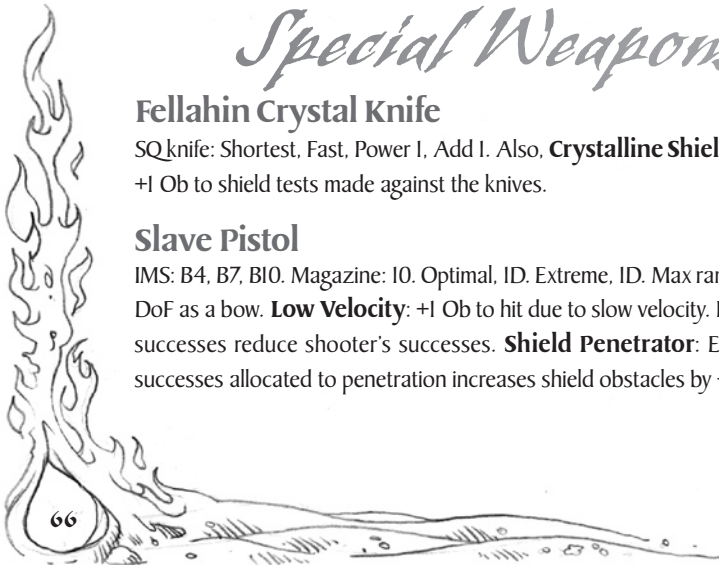 Special Weapons
Fellahin Crystal Knife
SQ knife: Shortest, Fast, Power 1, Add 1. Also, Crystalline Shiel
+1 Ob to shield tests made against the knives.
Slave Pistol
IMS: B4, B7, B10. Magazine: 10. Optimal, 1D. Extreme, 1D. Max ran
DoF as a bow. Low Velocity: +1 Ob to hit due to slow velocity.
successes reduce shooter's successes. Shield Penetrator: E
successes allocated to penetration increases shield obstacles by
66